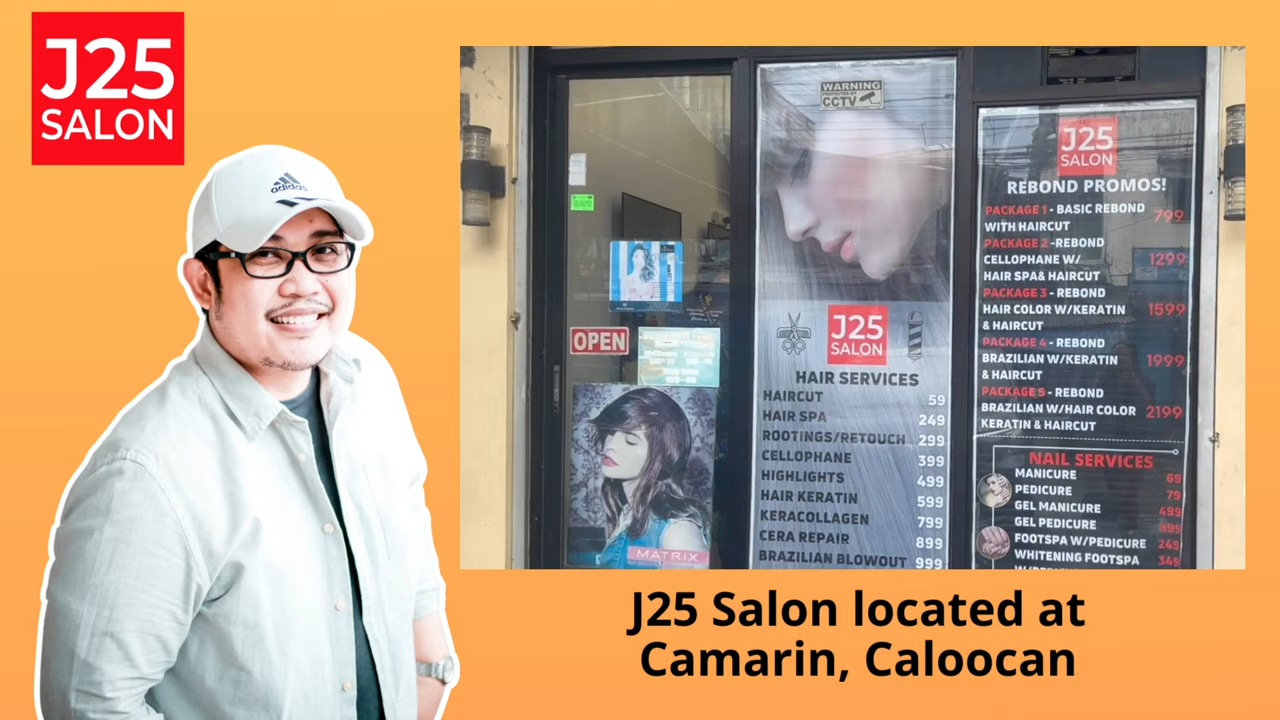 J25
SALON
adidas
WARNING
PROTECTED BY
CCTV
OPEN
MATRIX
J25
SALON
HAIR SERVICES
HAIRCUT 59
HAIR SPA 249
ROOTINGS/RETOUCH 299
CELLOPHANE 399
HIGHLIGHTS 499
HAIR KERATIN 599
KERACOLLAGEN 799
CERA REPAIR 899
BRAZILIAN BLOWOUT 999
J25
SALON
REBOND PROMOS!
PACKAGE 1 - BASIC REBOND
WITH HAIRCUT 799
PACKAGE 2 -REBOND
CELLOPHANE W/ 1299
HAIR SPA& HAIRCUT
PACKAGE 3 - REBOND
HAIR COLOR W/KERATIN 1599
& HAIRCUT
PACKAGE 4 - REBOND
BRAZILIAN W/KERATIN 1999
& HAIRCUT
PACKAGE 5 - REBOND
BRAZILIAN W/HAIR COLOR 2199
KERATIN & HAIRCUT
NAIL SERVICES
MANICURE 69
PEDICURE 79
GEL MANICURE 499
GEL PEDICURE
FOOTSPA W/PEDICURE 249
WHITENING FOOTSPA 349
J25 Salon located at
Camarin, Caloocan